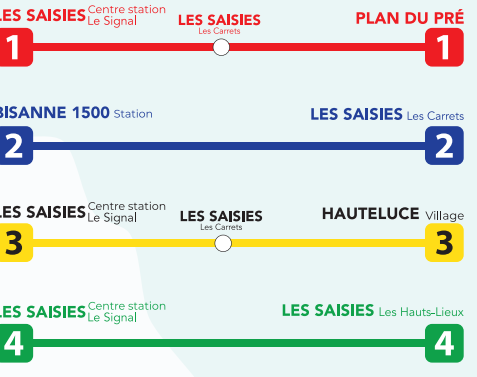 LES SAISIES Centre station
Le Signal
LES SAISIES
Les Carrets
PLAN DU PRÉ
1 1
BISANNE 1500 Station
LES SAISIES Les Carrets
2 2
LES SAISIES Centre station
Le Signal
LES SAISIES
Les Carrets
HAUTELUCE Village
3 3
LES SAISIES Centre station
Le Signal
LES SAISIES Les Hauts-Lieux
4 4